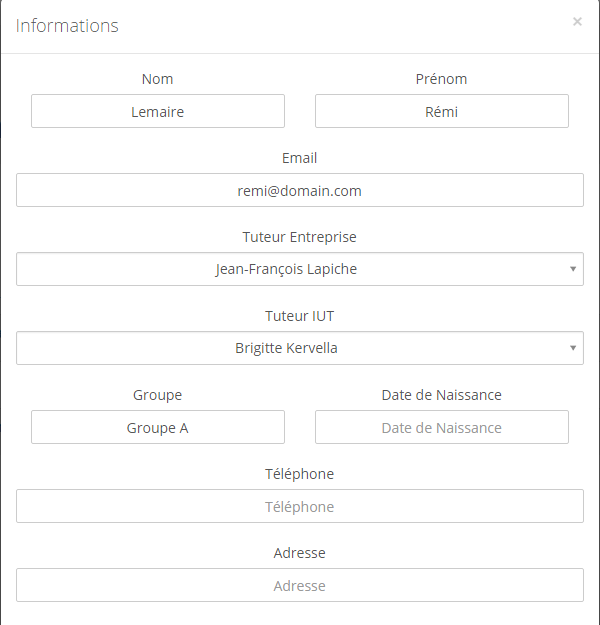 Informations ×
Nom Prénom
Lemaire Rémi
Email
remi@domain.com
Tuteur Entreprise
Jean-François Lapiche
Tuteur IUT
Brigitte Kervella
Groupe Date de Naissance
Groupe A Date de Naissance
Téléphone
Téléphone
Adresse
Adresse